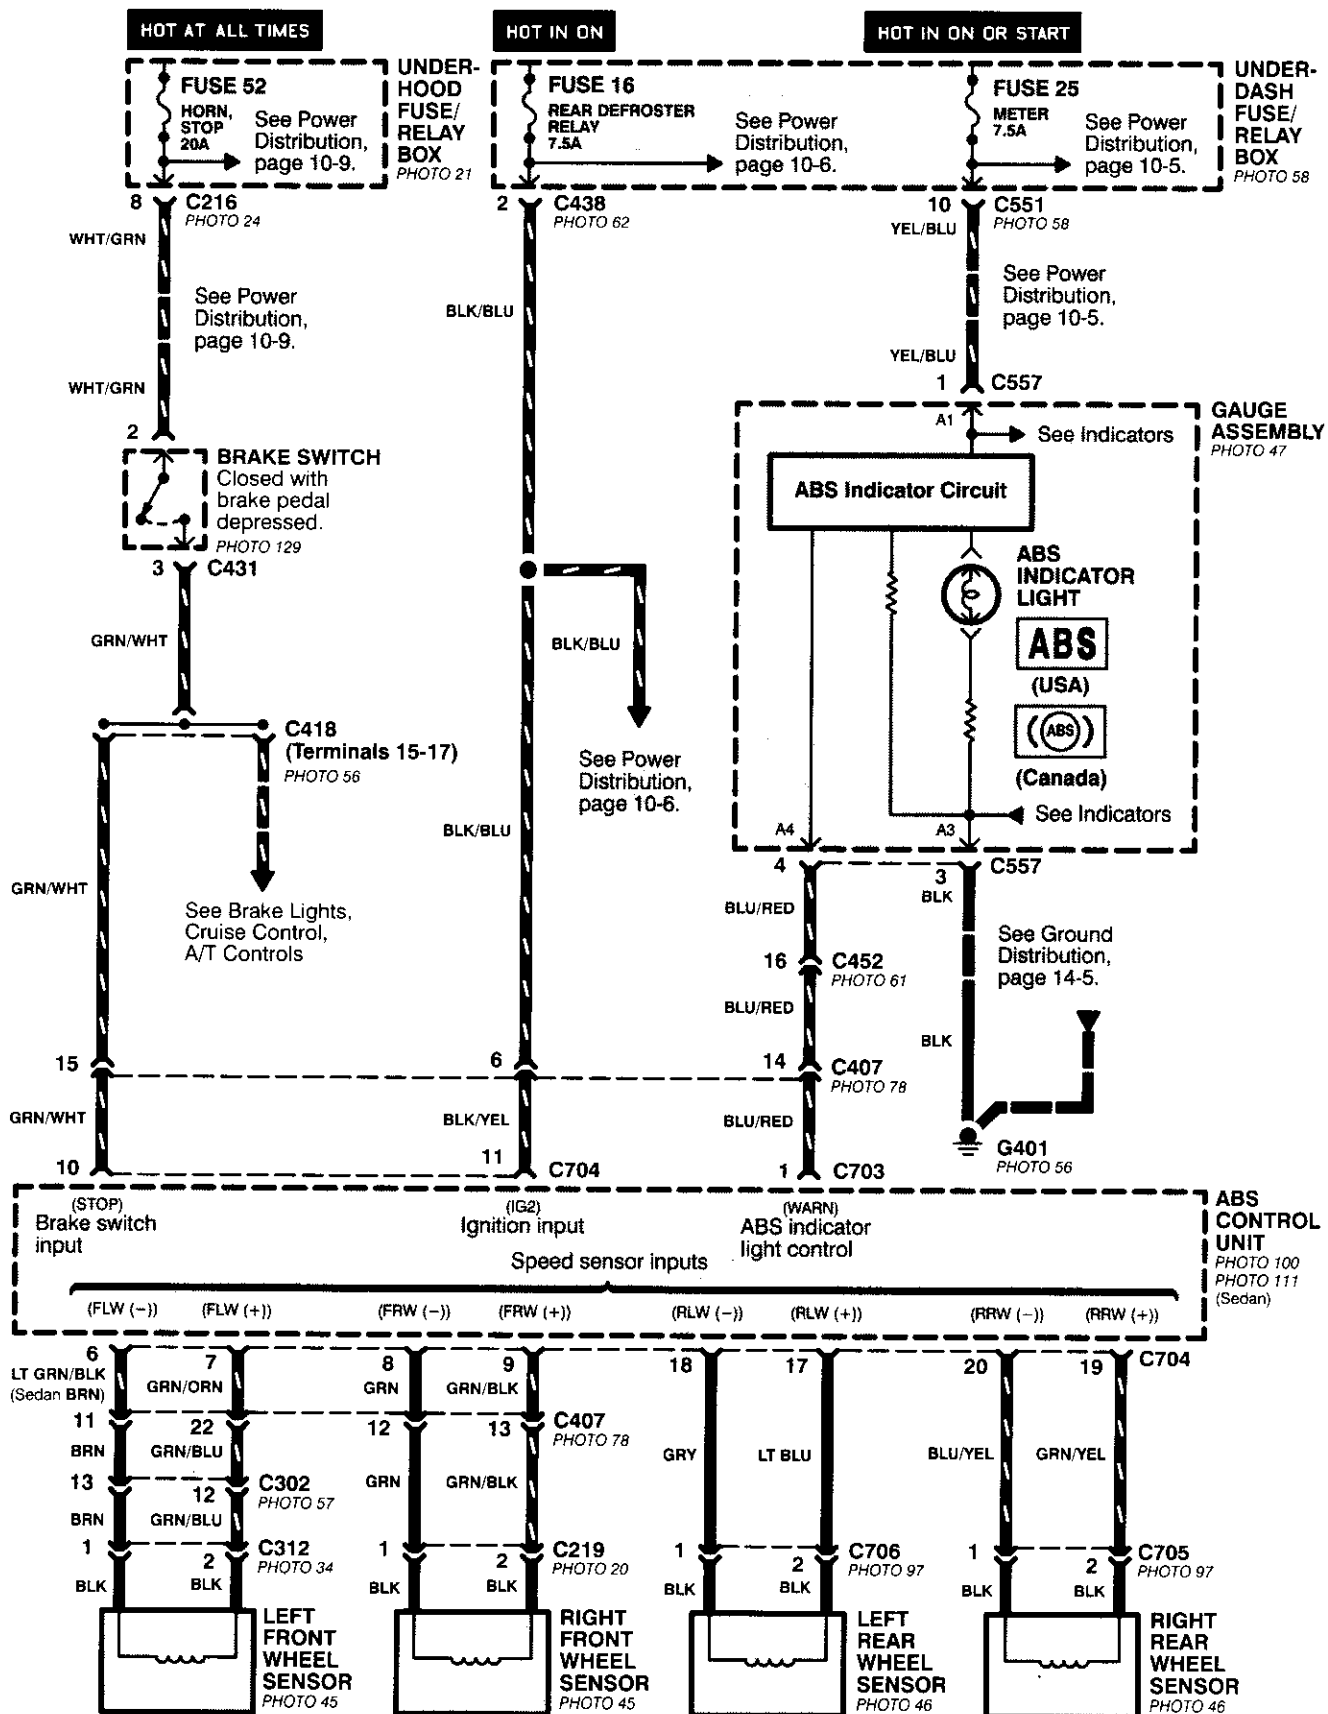 HOT AT ALL TIMES
HOT IN ON
HOT IN ON OR START
FUSE 52
HORN,
STOP
20A
See Power
Distribution,
page 10-9.
UNDER-
HOOD
FUSE/
RELAY
BOX
PHOTO 21
FUSE 16
REAR DEFROSTER
RELAY
7.5A
See Power
Distribution,
page 10-6.
FUSE 25
METER
7.5A
See Power
Distribution,
page 10-5.
UNDER-
DASH
FUSE/
RELAY
BOX
PHOTO 58
8 C216
PHOTO 24
2 C438
PHOTO 62
10 C551
PHOTO 58
WHT/GRN
YEL/BLU
See Power
Distribution,
page 10-9.
BLK/BLU
See Power
Distribution,
page 10-5.
WHT/GRN
YEL/BLU
1 C557
2
BRAKE SWITCH
Closed with
brake pedal
depressed.
PHOTO 129
3 C431
A1
See Indicators
GAUGE
ASSEMBLY
PHOTO 47
ABS Indicator Circuit
ABS
INDICATOR
LIGHT
ABS
(USA)
(ABS)
(Canada)
GRN/WHT
BLK/BLU
C418
(Terminals 15-17)
PHOTO 56
See Power
Distribution,
page 10-6.
BLK/BLU
See Indicators
A4
A3
4
3
C557
GRN/WHT
See Brake Lights,
Cruise Control,
A/T Controls
BLU/RED
BLK
See Ground
Distribution,
page 14-5.
16 C452
PHOTO 61
BLU/RED
BLK
15
6
14 C407
PHOTO 78
GRN/WHT
BLK/YEL
BLU/RED
G401
PHOTO 56
10
11 C704
1 C703
(STOP)
Brake switch
input
(IG2)
Ignition input
(WARN)
ABS indicator
light control
ABS
CONTROL
UNIT
PHOTO 100
PHOTO 111
(Sedan)
Speed sensor inputs
(FLW (−)) (FLW (+)) (FRW (−)) (FRW (+)) (RLW (−)) (RLW (+)) (RRW (−)) (RRW (+))
6 7 8 9 18 17 20 19 C704
LT GRN/BLK
(Sedan BRN)
GRN/ORN
GRN
GRN/BLK
11 22 12 13 C407
PHOTO 78
BRN GRN/BLU
GRN GRN/BLK
GRY LT BLU
BLU/YEL GRN/YEL
13 12 C302
PHOTO 57
BRN GRN/BLU
1 2 C312
PHOTO 34
1 2 C219
PHOTO 20
1 2 C706
PHOTO 97
1 2 C705
PHOTO 97
BLK BLK BLK BLK BLK BLK BLK BLK
LEFT
FRONT
WHEEL
SENSOR
PHOTO 45
RIGHT
FRONT
WHEEL
SENSOR
PHOTO 45
LEFT
REAR
WHEEL
SENSOR
PHOTO 46
RIGHT
REAR
WHEEL
SENSOR
PHOTO 46